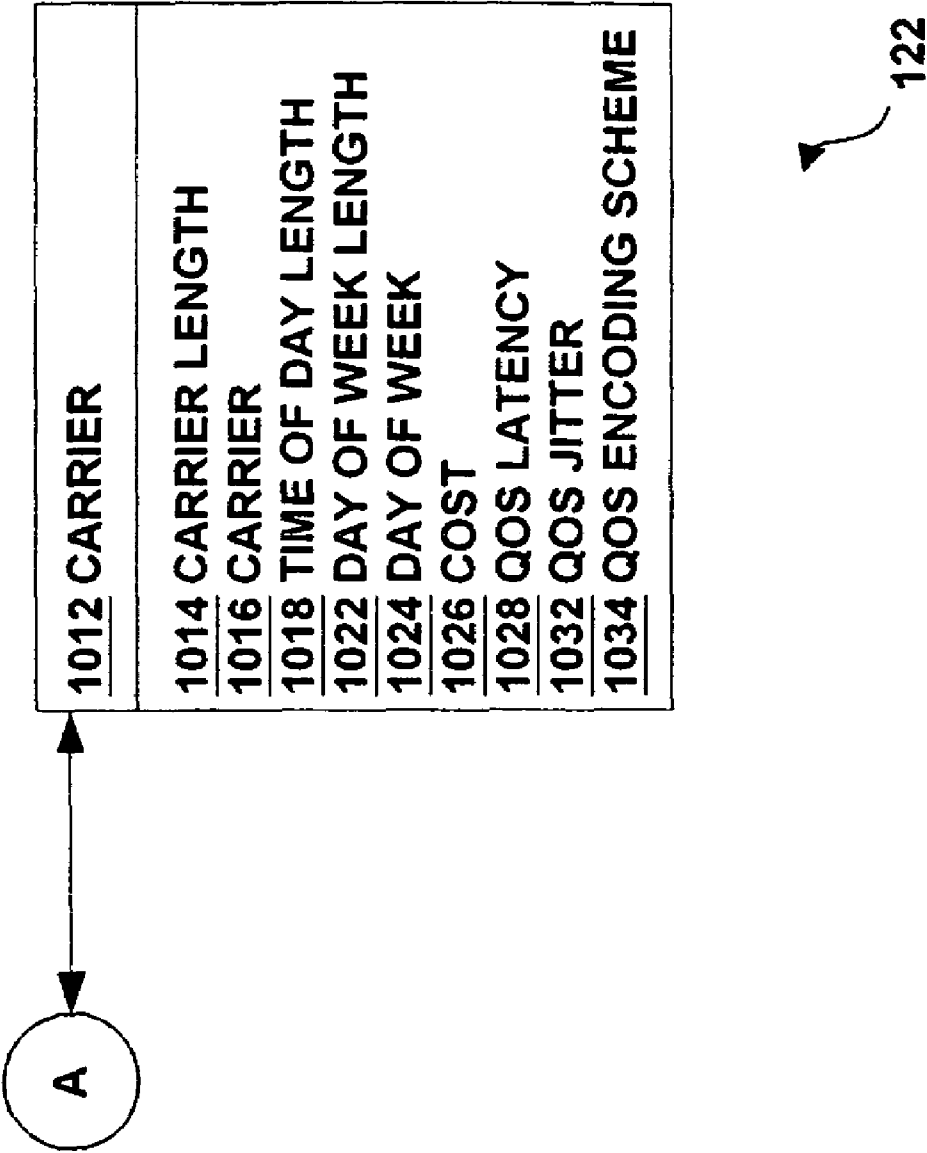 A
1012 CARRIER
1014 CARRIER LENGTH
1016 CARRIER
1018 TIME OF DAY LENGTH
1022 DAY OF WEEK LENGTH
1024 DAY OF WEEK
1026 COST
1028 QOS LATENCY
1032 QOS JITTER
1034 QOS ENCODING SCHEME
122